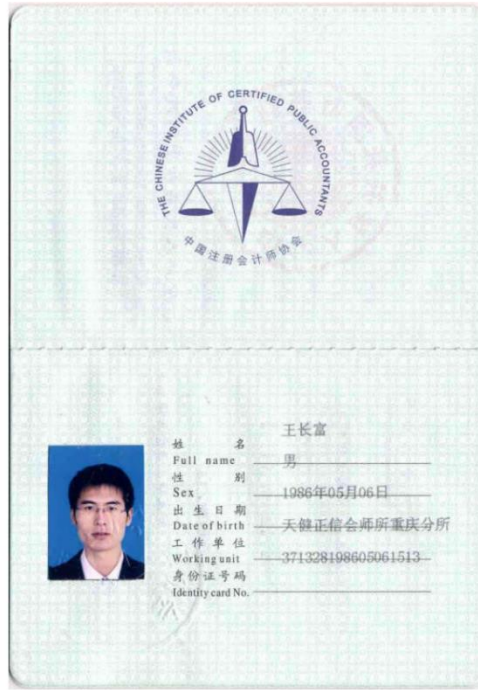 THE CHINESE INSTITUTE OF CERTIFIED PUBLIC ACCOUNTANTS
中国注册会计师协会
姓 名
Full name
王长富
性 别
Sex
男
出生日期
Date of birth
1986年05月06日
工作单位
Working unit
天健正信会师所重庆分所
身份证号码
Identity card No.
371328198605061513